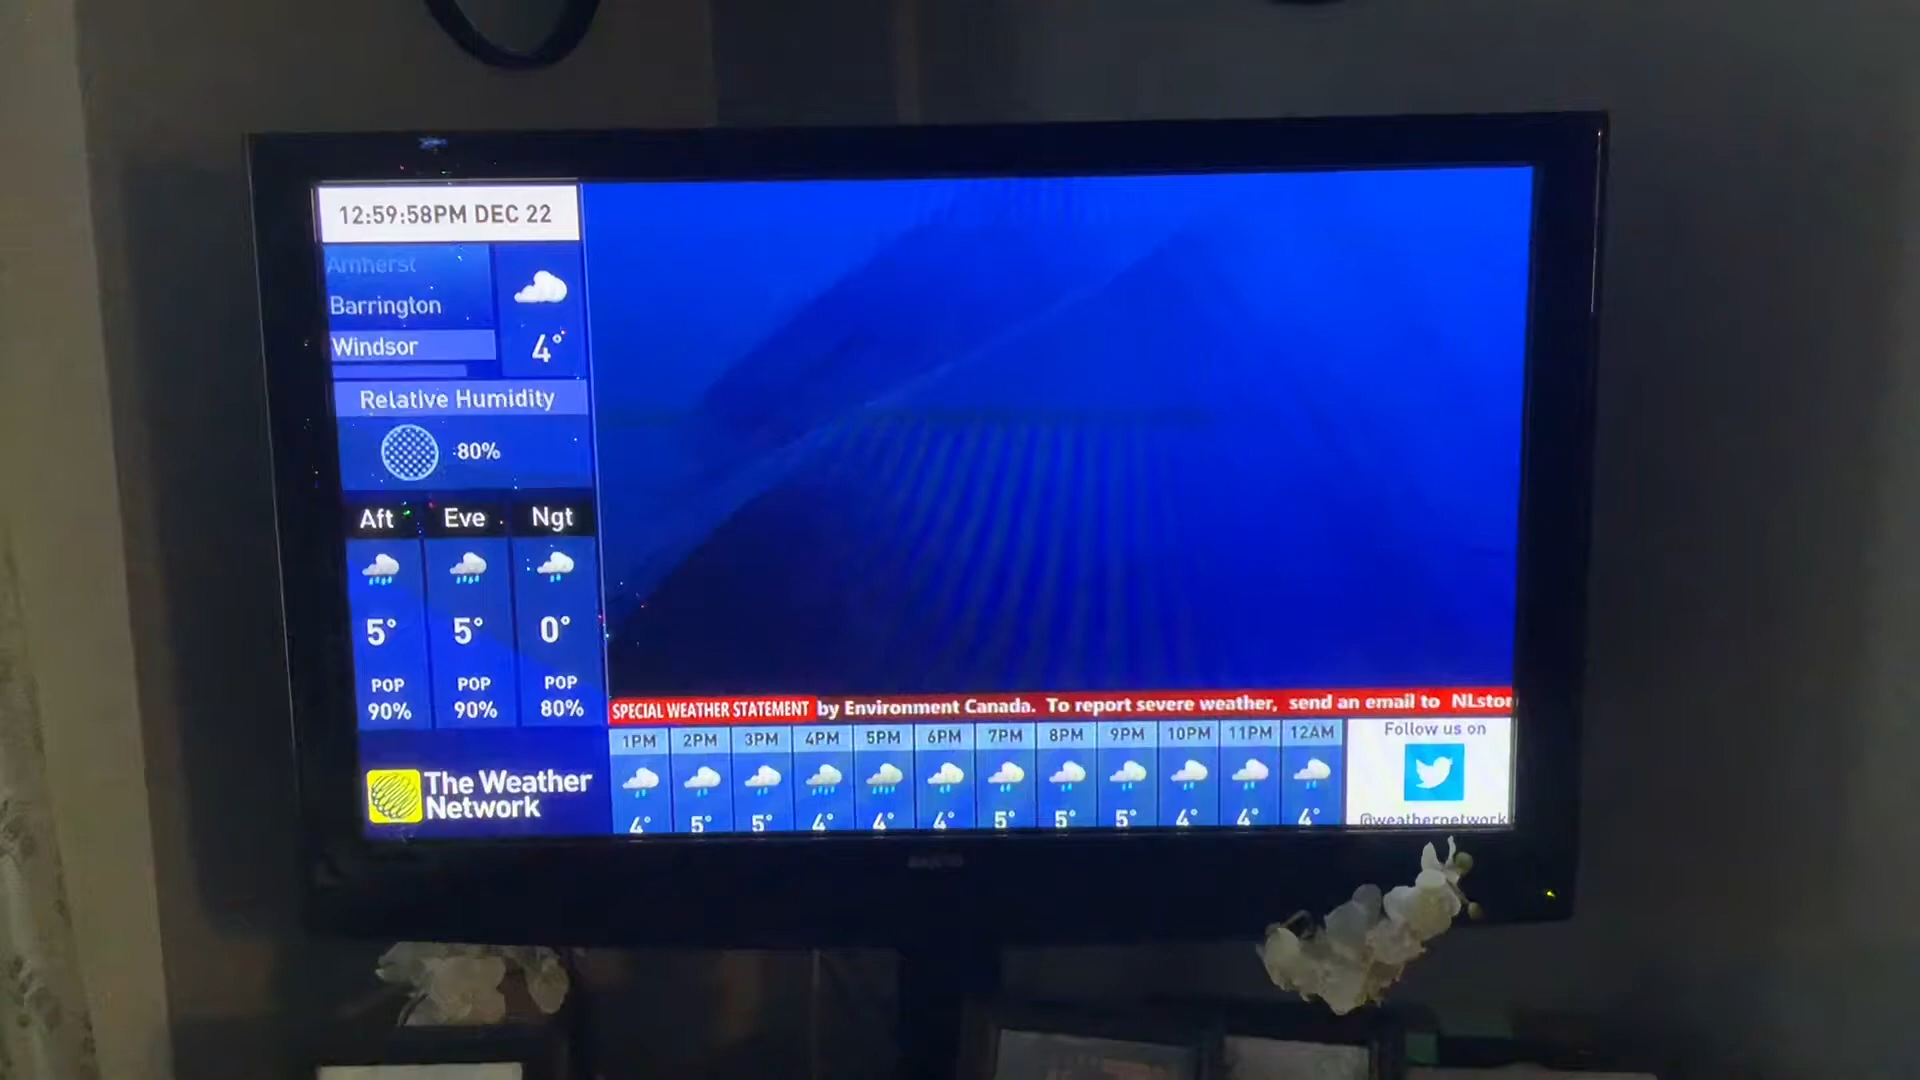 12:59:58PM DEC 22
Amherst
Barrington
Windsor
4°
Relative Humidity
80%
Aft Eve Ngt
5° 5° 0°
POP POP POP
90% 90% 80%
The Weather
Network
SPECIAL WEATHER STATEMENT by Environment Canada. To report severe weather, send an email to NLstor
1PM 2PM 3PM 4PM 5PM 6PM 7PM 8PM 9PM 10PM 11PM 12AM
4° 5° 5° 4° 4° 4° 5° 5° 5° 4° 4° 4°
Follow us on
@weathernetwork